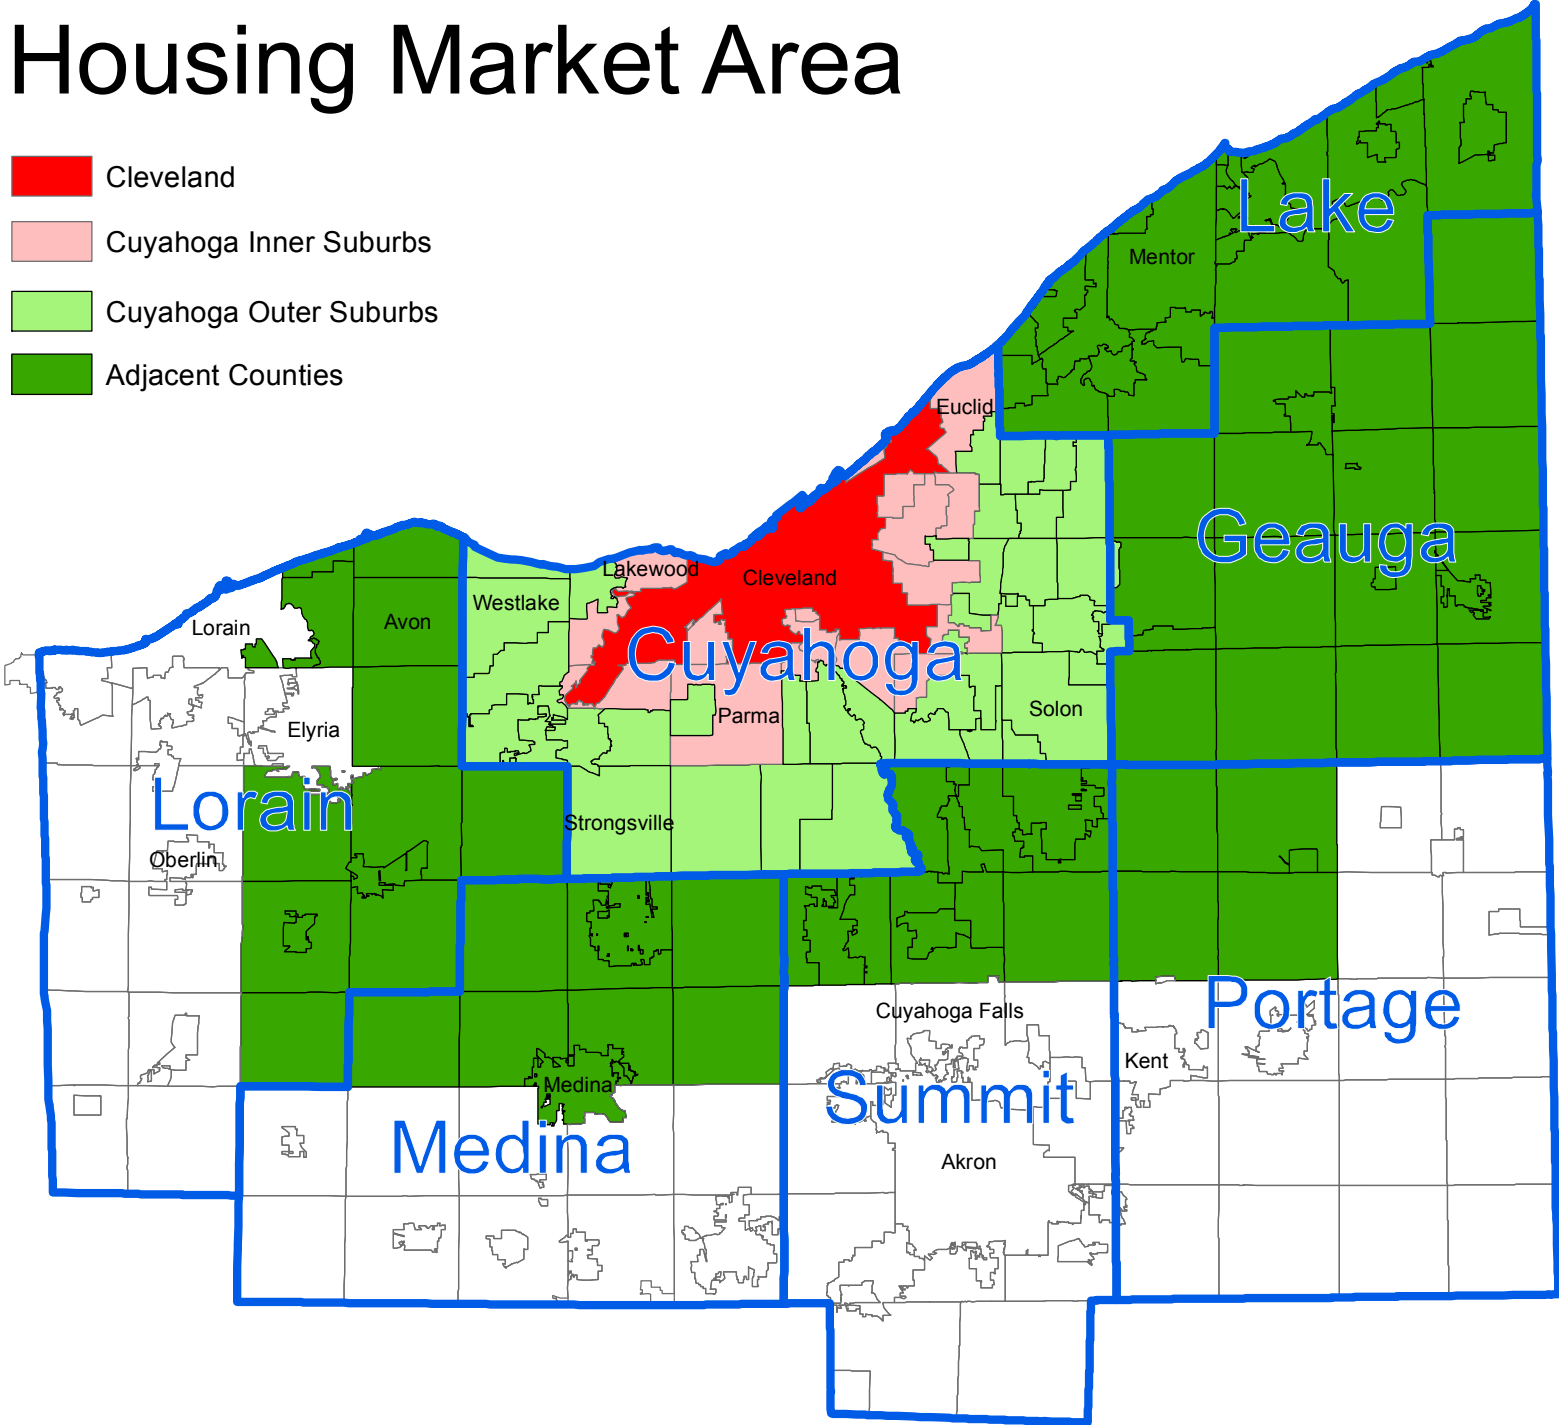 Housing Market Area
Cleveland
Cuyahoga Inner Suburbs
Cuyahoga Outer Suburbs
Adjacent Counties
Lake
Mentor
Euclid
Geauga
Lakewood
Cleveland
Westlake
Avon
Lorain
Cuyahoga
Solon
Parma
Elyria
Lorain
Strongsville
Oberlin
Portage
Cuyahoga Falls
Kent
Medina
Summit
Medina
Akron